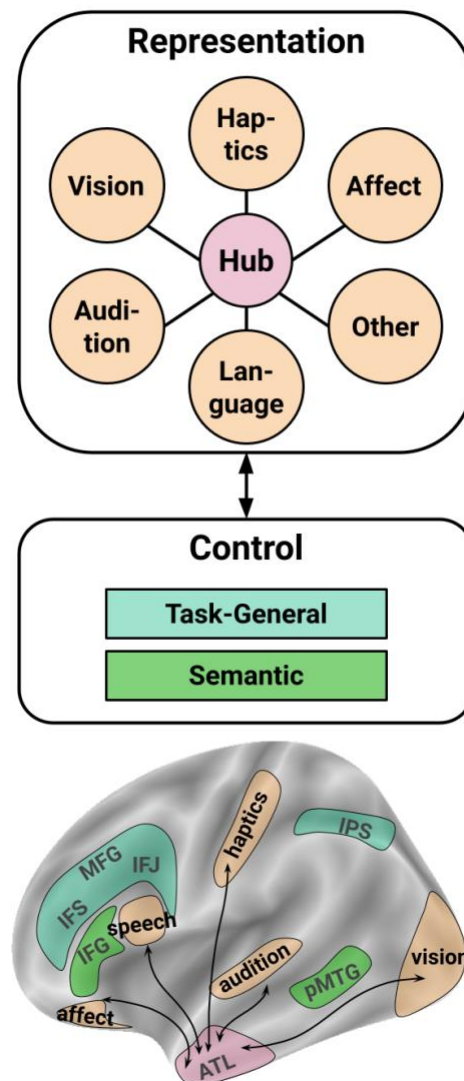 Representation
Hap-
tics
Vision
Affect
Hub
Audi-
tion
Other
Lan-
guage
Control
Task-General
Semantic
haptics
IPS
MFG
IFJ
IFS
speech
IFG
audition
vision
pMTG
affect
ATL